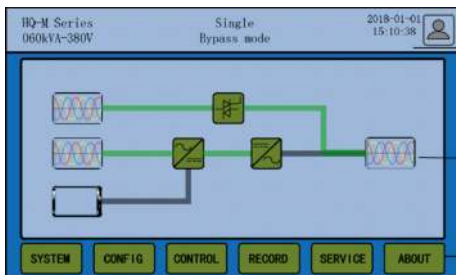 HQ-M Series
060kVA-380V
Single
Bypass mode
2018-01-01
15:10:38
SYSTEM
CONFIG
CONTROL
RECORD
SERVICE
ABOUT